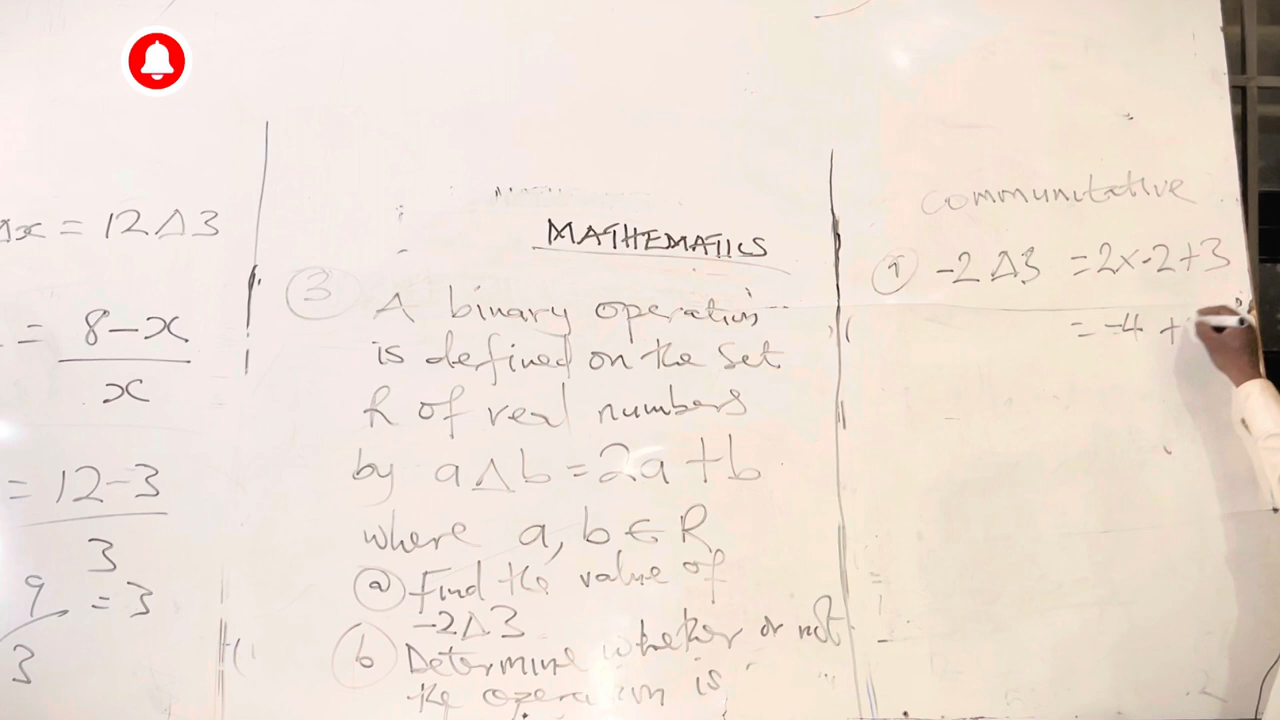 x = 12 Δ 3
= 8 - x
x
= 12 - 3
3
9 = 3
3
MATHEMATICS
3 A binary operation
is defined on the set
R of real numbers
by a Δ b = 2a + b
where a, b ∈ R
a Find the value of
-2 Δ 3
b Determine whether or not
the operation is
communitative
-2 Δ 3 = 2x-2+3
= -4 +